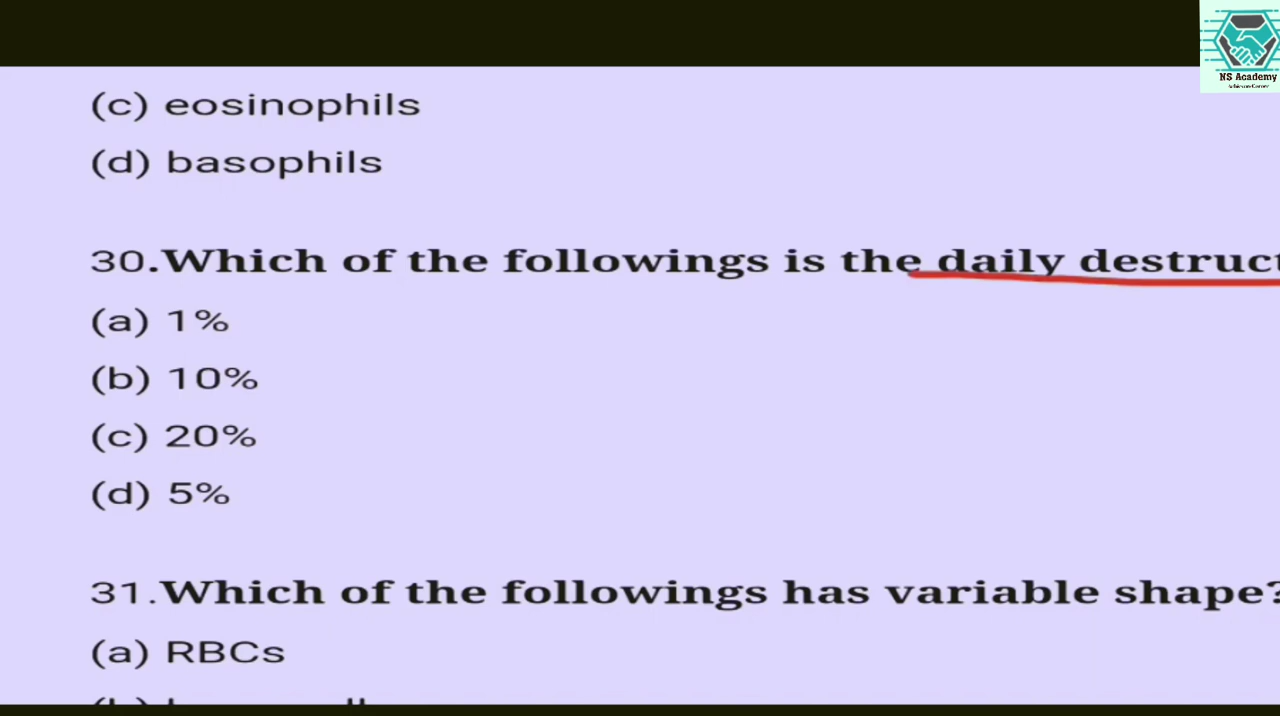 NS Academy
(c) eosinophils
(d) basophils
30.Which of the followings is the daily destruct
(a) 1%
(b) 10%
(c) 20%
(d) 5%
31.Which of the followings has variable shape?
(a) RBCs